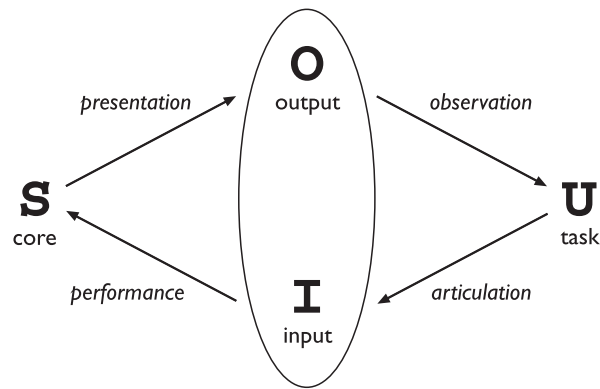 O
output
presentation
observation
S
core
U
task
performance
I
input
articulation